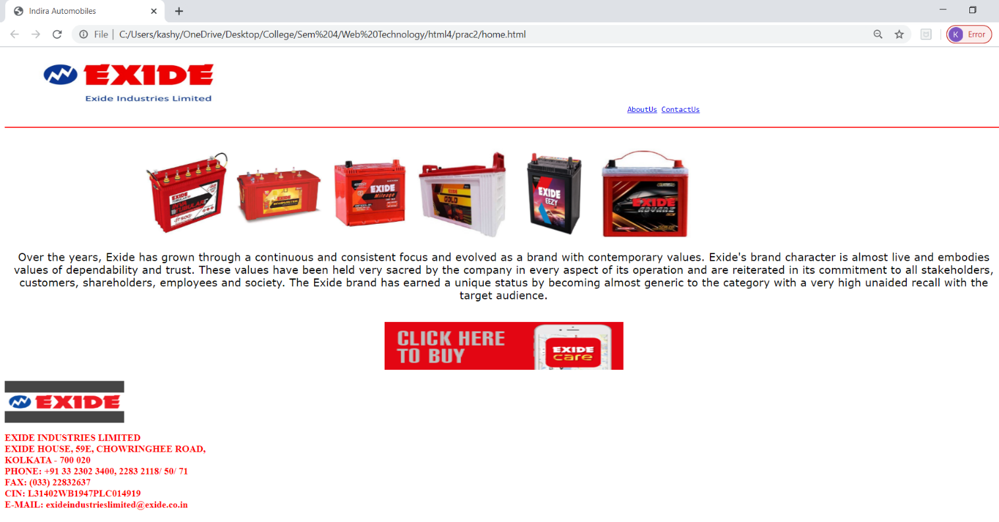 Indira Automobiles
File C:/Users/kashy/OneDrive/Desktop/College/Sem%204/Web%20Technology/html4/prac2/home.html
K Error
EXIDE
Exide Industries Limited
AboutUs ContactUs
EXIDE
EXIDE
EXIDE
Mileage
EXIDE
GOLD
EXIDE
EEZY
EXIDE
Over the years, Exide has grown through a continuous and consistent focus and evolved as a brand with contemporary values. Exide's brand character is almost live and embodies
values of dependability and trust. These values have been held very sacred by the company in every aspect of its operation and are reiterated in its commitment to all stakeholders,
customers, shareholders, employees and society. The Exide brand has earned a unique status by becoming almost generic to the category with a very high unaided recall with the
target audience.
CLICK HERE
TO BUY
EXIDE
care
EXIDE
EXIDE INDUSTRIES LIMITED
EXIDE HOUSE, 59E, CHOWRINGHEE ROAD,
KOLKATA - 700 020
PHONE: +91 33 2302 3400, 2283 2118/ 50/ 71
FAX: (033) 22832637
CIN: L31402WB1947PLC014919
E-MAIL: exideindustrieslimited@exide.co.in